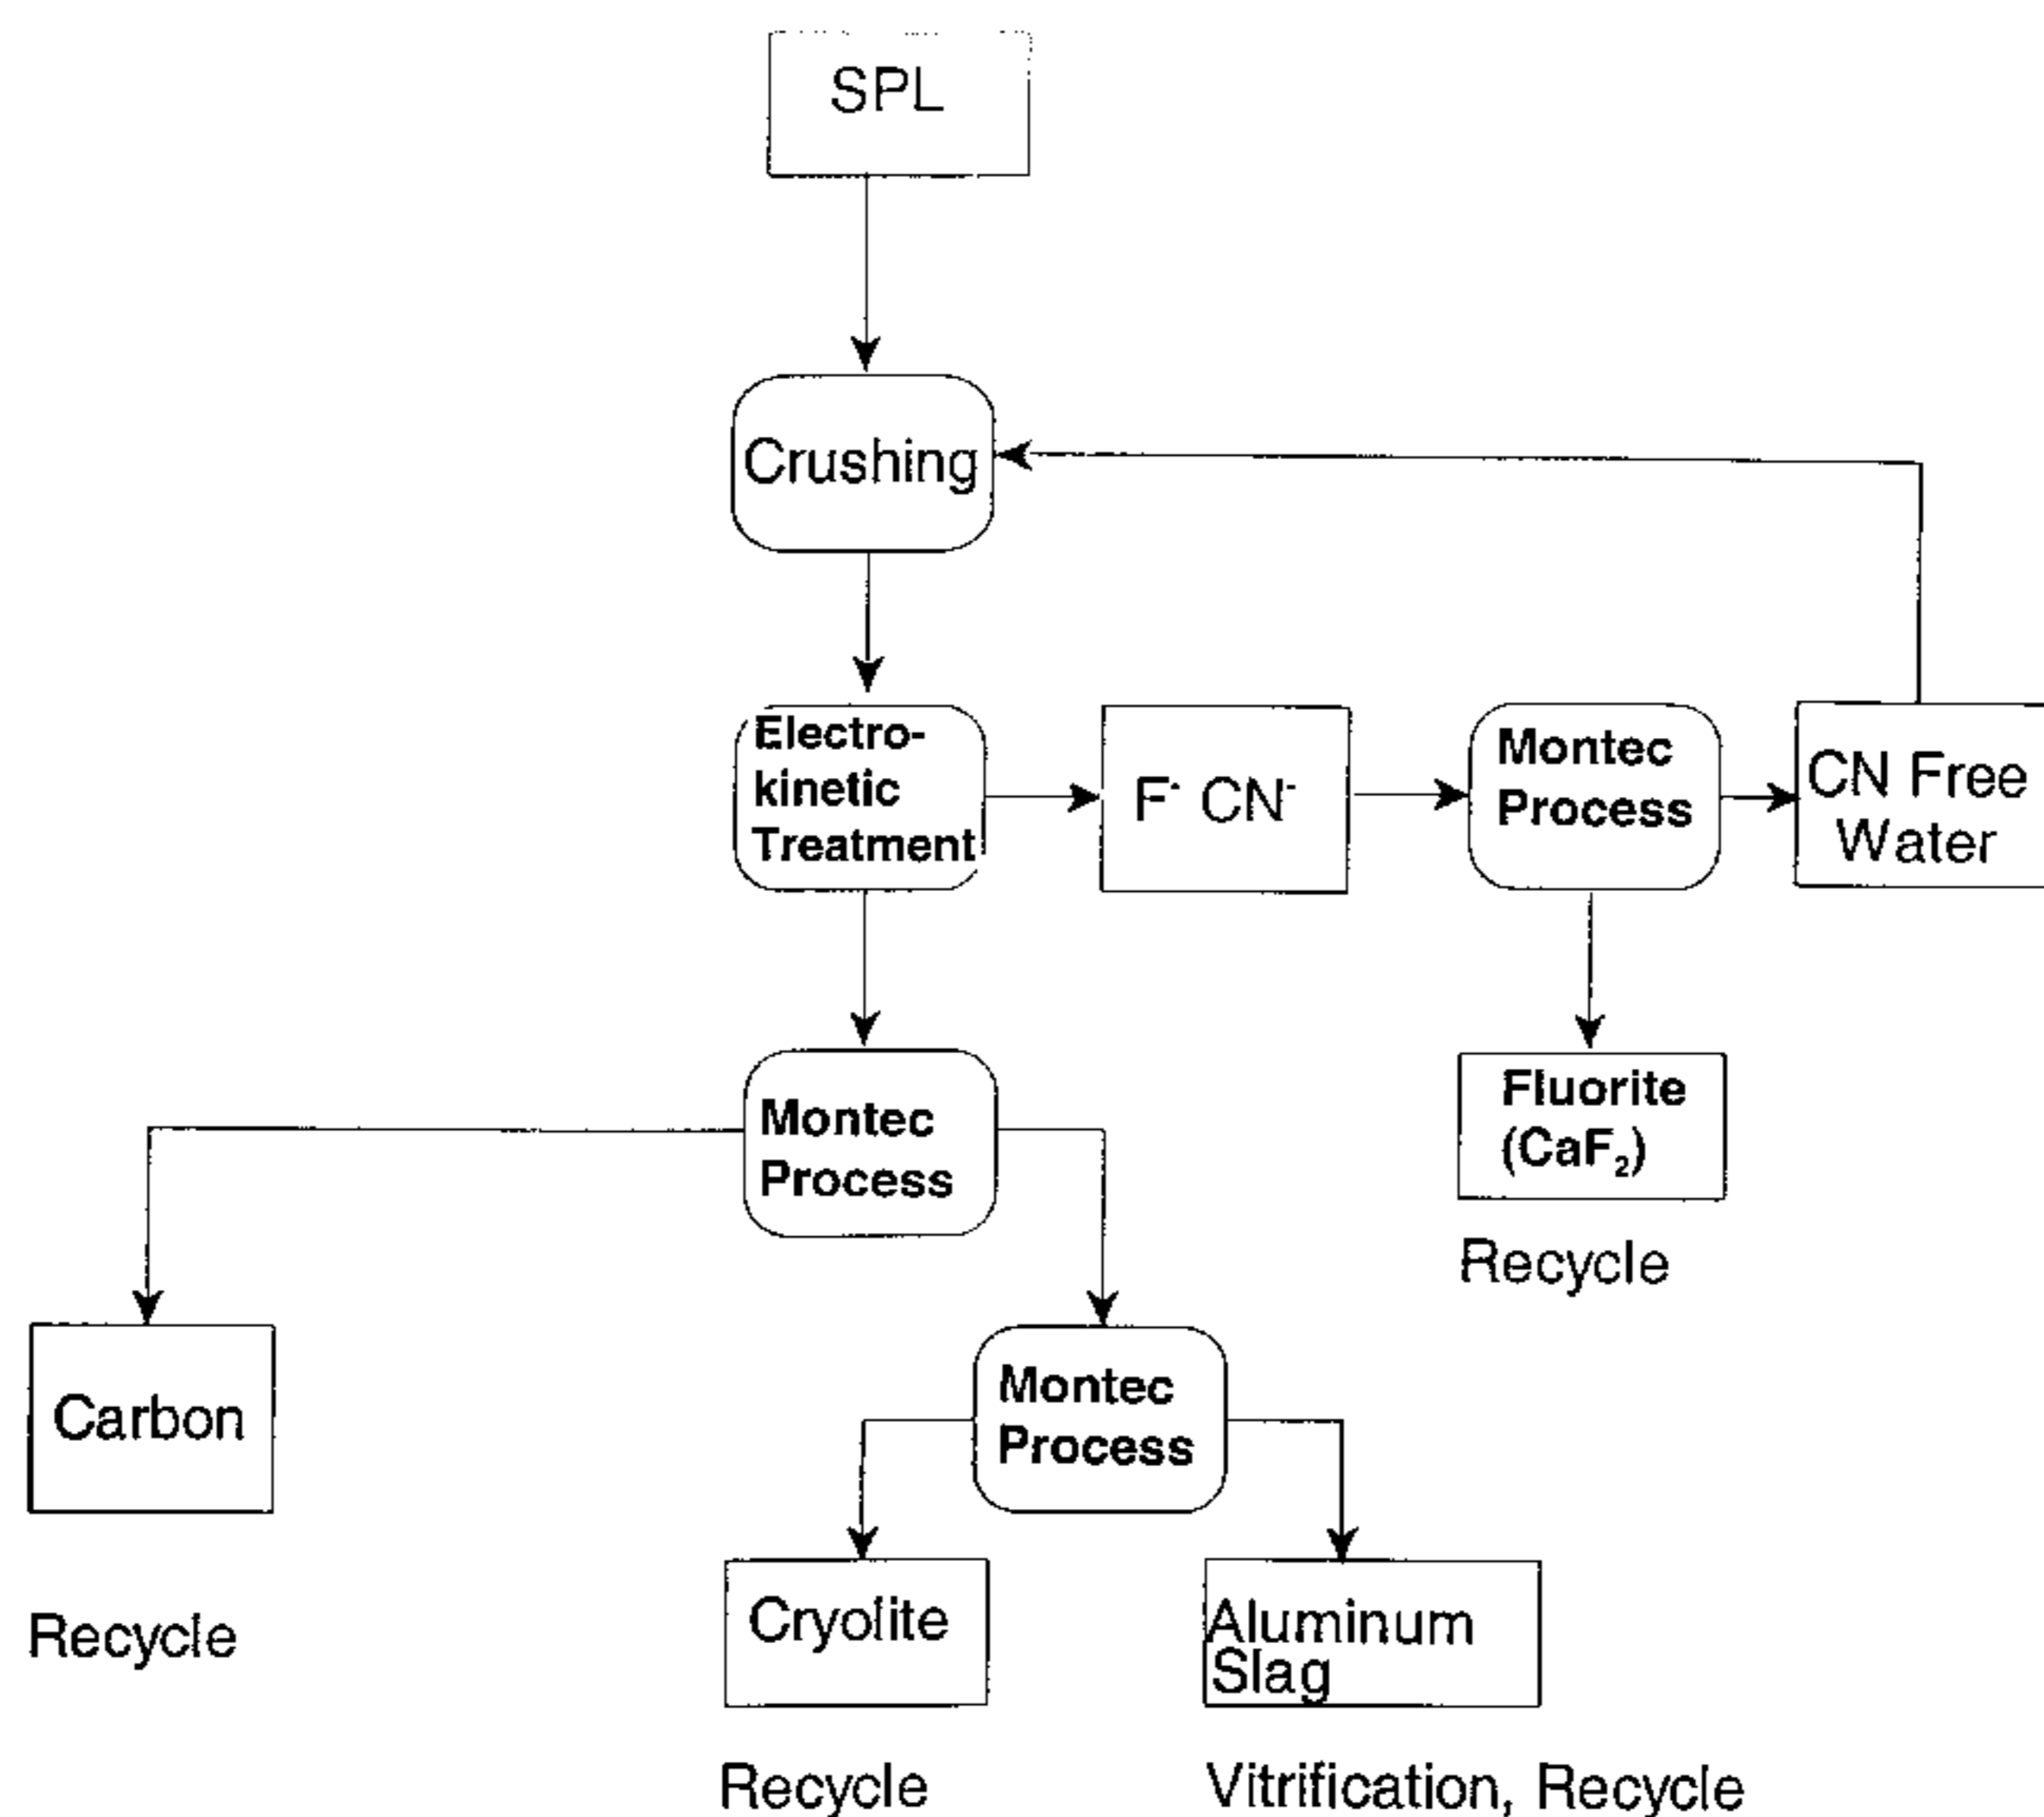 SPL
Crushing
Electro-
kinetic
Treatment
F⁻ CN⁻
Montec
Process
CN Free
Water
Montec
Process
Fluorite
(CaF₂)
Recycle
Carbon
Recycle
Montec
Process
Cryolite
Recycle
Aluminum
Slag
Vitrification, Recycle